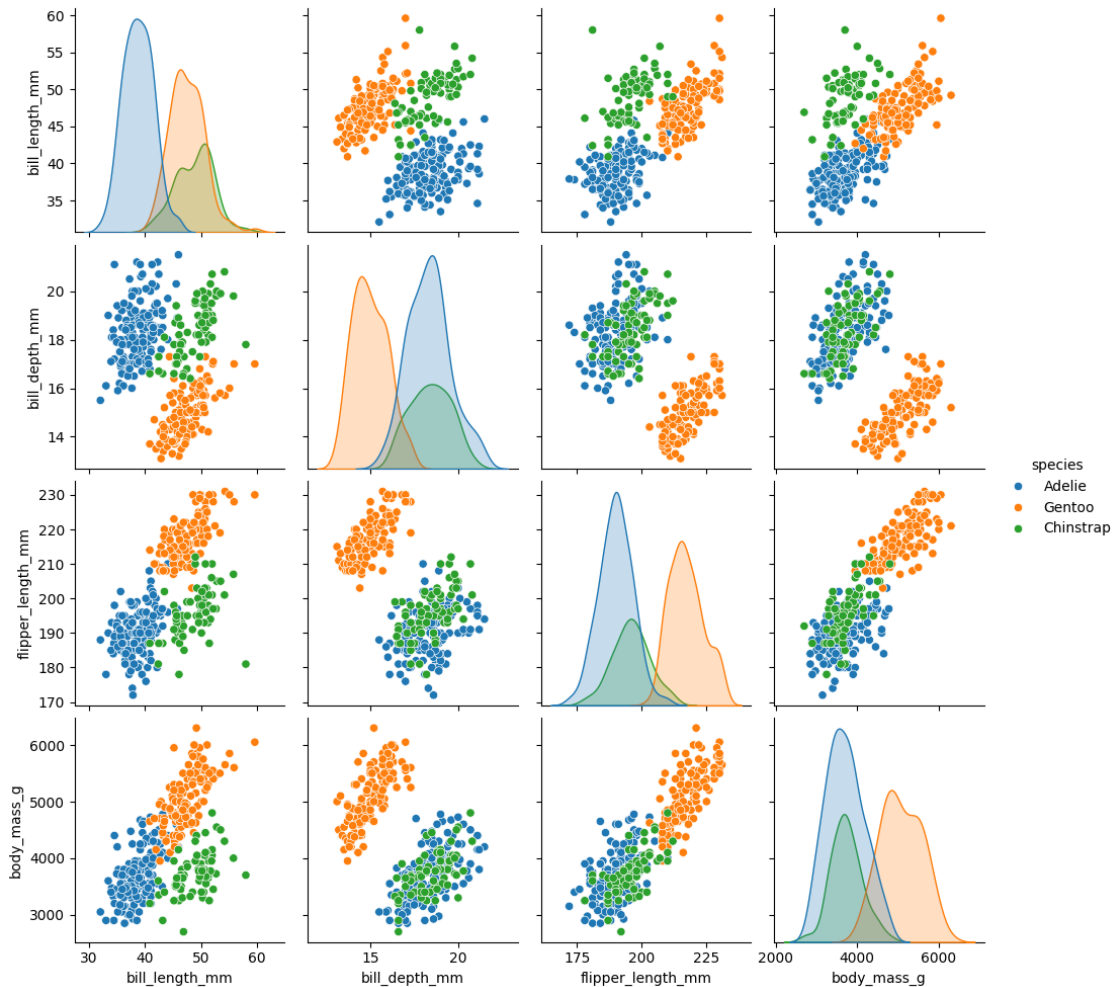 60
55
50
45
40
35
bill_length_mm
20
18
16
14
bill_depth_mm
230
220
210
200
190
180
170
flipper_length_mm
6000
5000
4000
3000
body_mass_g
30 40 50 60
15 20
175 200 225
2000 4000 6000
bill_length_mm
bill_depth_mm
flipper_length_mm
body_mass_g
species
Adelie
Gentoo
Chinstrap